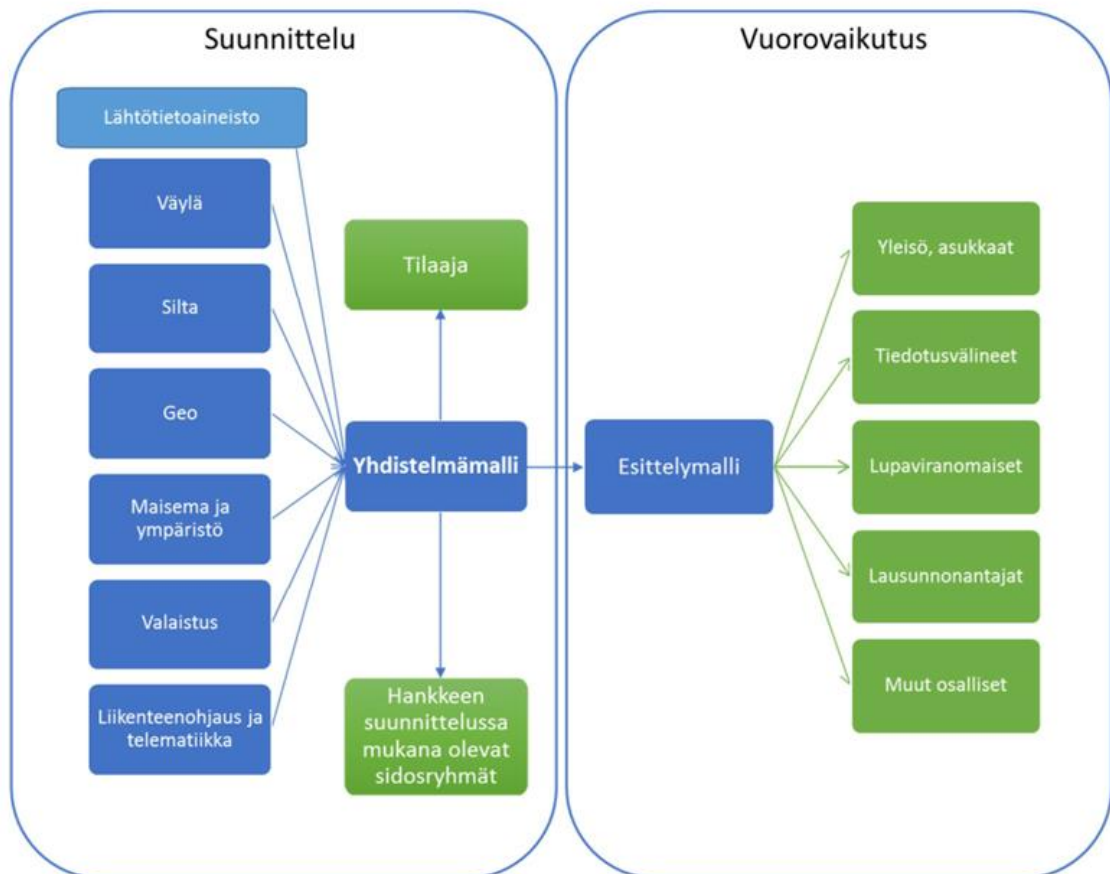 Suunnittelu
Lähtötietoaineisto
Väylä
Silta
Geo
Maisema ja
ympäristö
Valaistus
Liikenteenohjaus ja
telematiikka
Tilaaja
Yhdistelmämalli
Hankkeen
suunnittelussa
mukana olevat
sidosryhmät
Vuorovaikutus
Esittelymalli
Yleisö, asukkaat
Tiedotusvälineet
Lupaviranomaiset
Lausunnonantajat
Muut osalliset